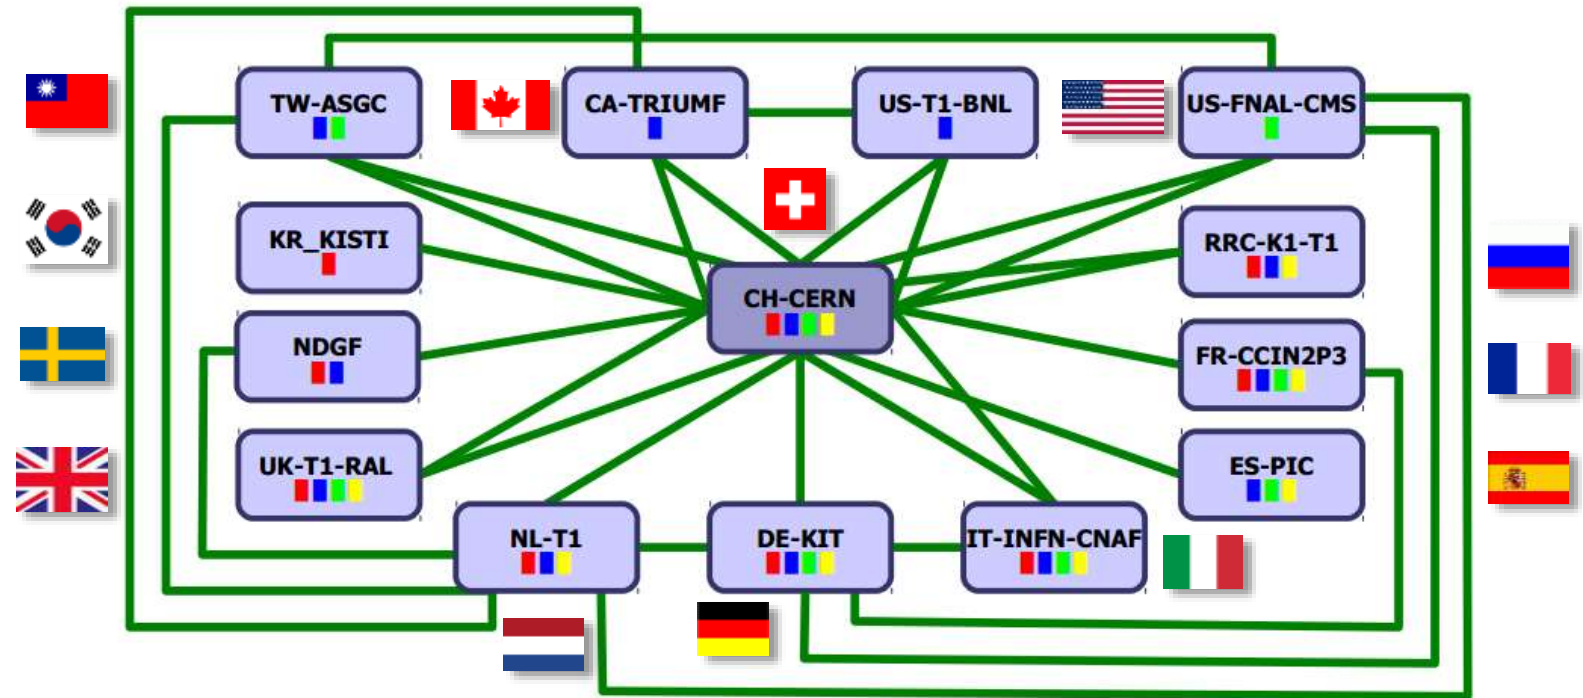 TW-ASGC
CA-TRIUMF
US-T1-BNL
US-FNAL-CMS
KR_KISTI
RRC-K1-T1
CH-CERN
NDGF
FR-CCIN2P3
UK-T1-RAL
ES-PIC
NL-T1
DE-KIT
IT-INFN-CNAF